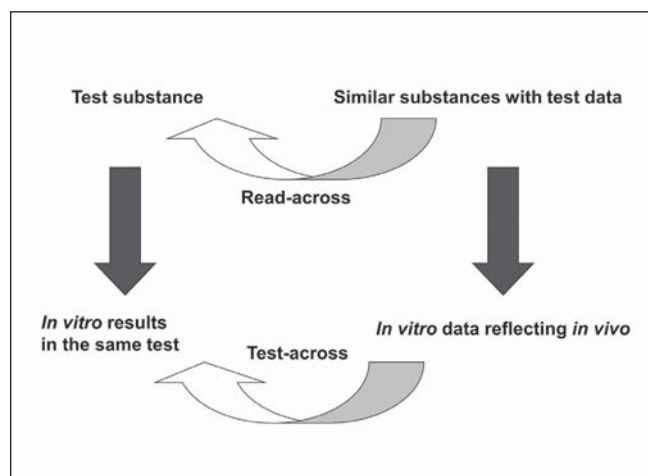 Test substance
Similar substances with test data
Read-across
In vitro results
in the same test
In vitro data reflecting in vivo
Test-across